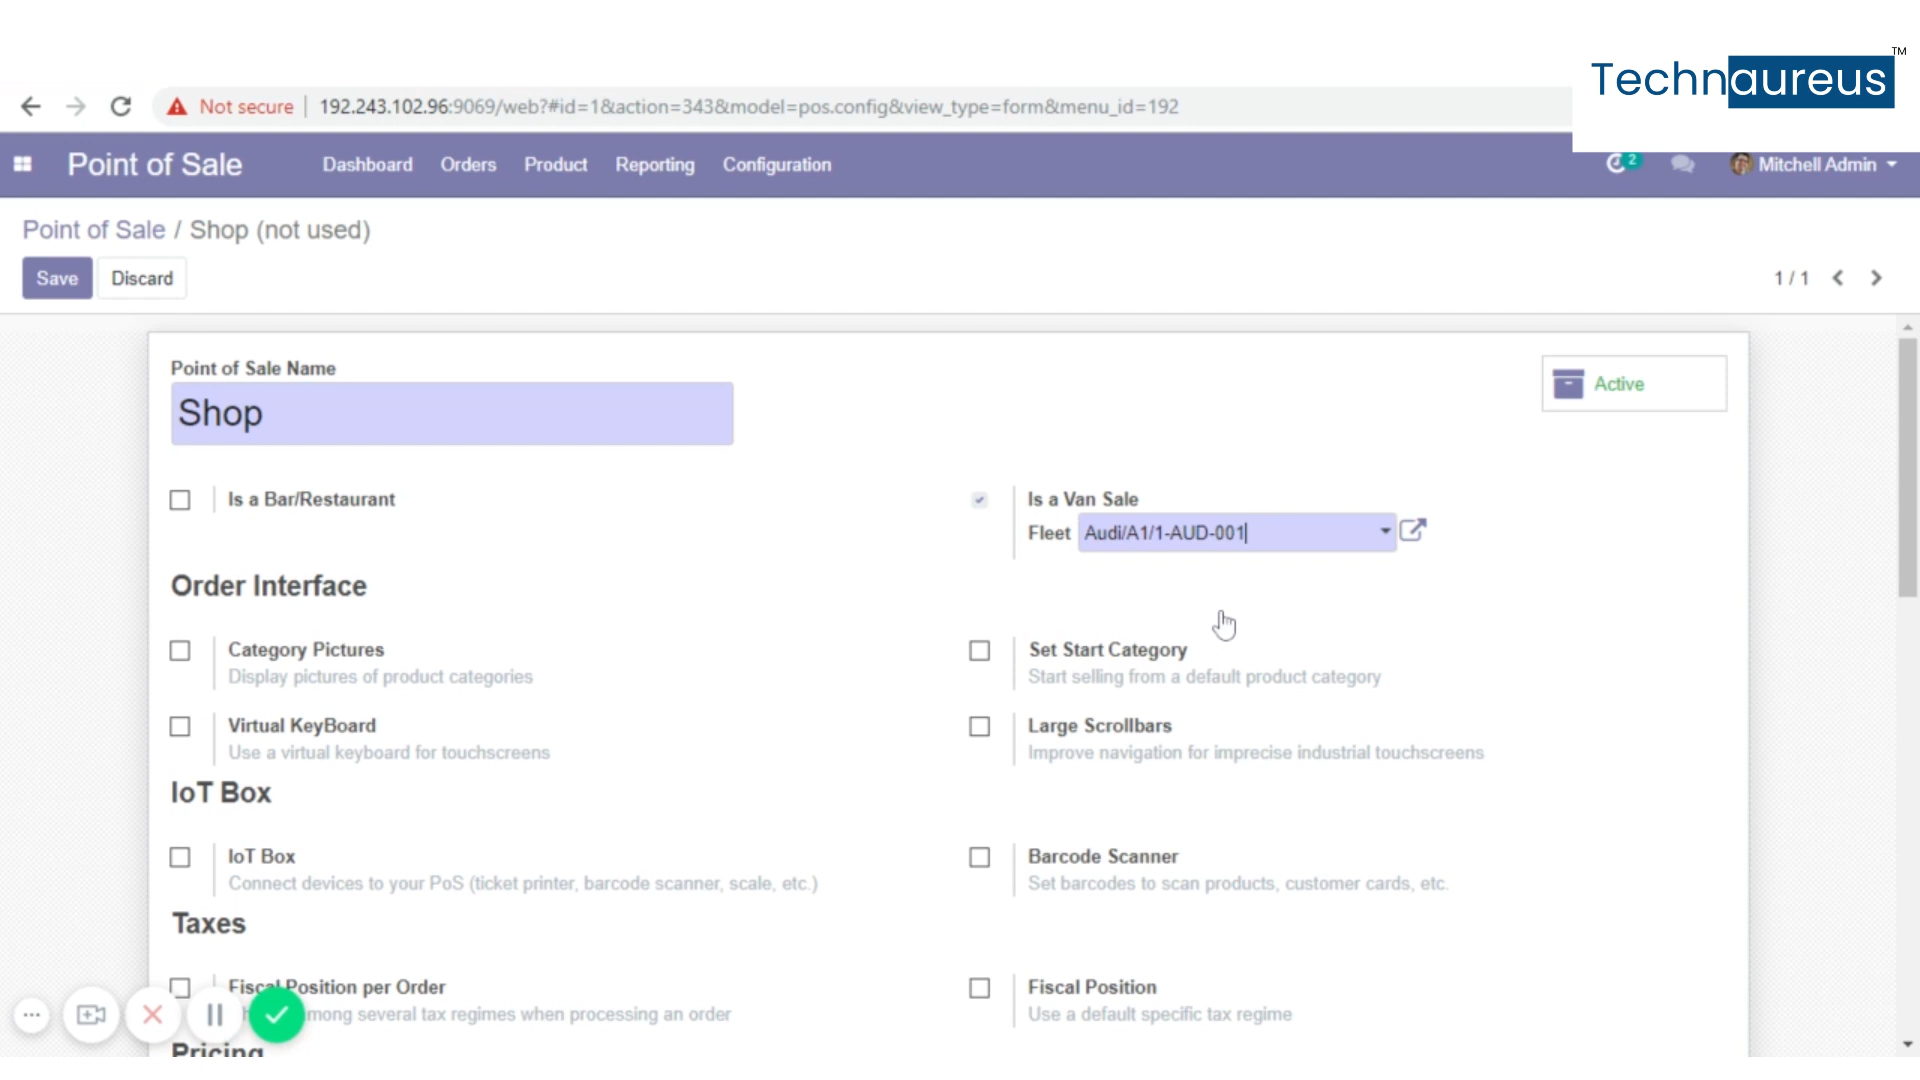 Technaureus TM
Not secure 192.243.102.96:9069/web?#id=1&action=343&model=pos.config&view_type=form&menu_id=192
Point of Sale Dashboard Orders Product Reporting Configuration 2 Mitchell Admin
Point of Sale / Shop (not used)
Save Discard 1 / 1
Point of Sale Name
Active
Shop
Is a Bar/Restaurant Is a Van Sale
Fleet Audi/A1/1-AUD-001
Order Interface
Category Pictures Set Start Category
Display pictures of product categories Start selling from a default product category
Virtual KeyBoard Large Scrollbars
Use a virtual keyboard for touchscreens Improve navigation for imprecise industrial touchscreens
IoT Box
IoT Box Barcode Scanner
Connect devices to your PoS (ticket printer, barcode scanner, scale, etc.) Set barcodes to scan products, customer cards, etc.
Taxes
Fiscal Position per Order Fiscal Position
mong several tax regimes when processing an order Use a default specific tax regime
Pricing